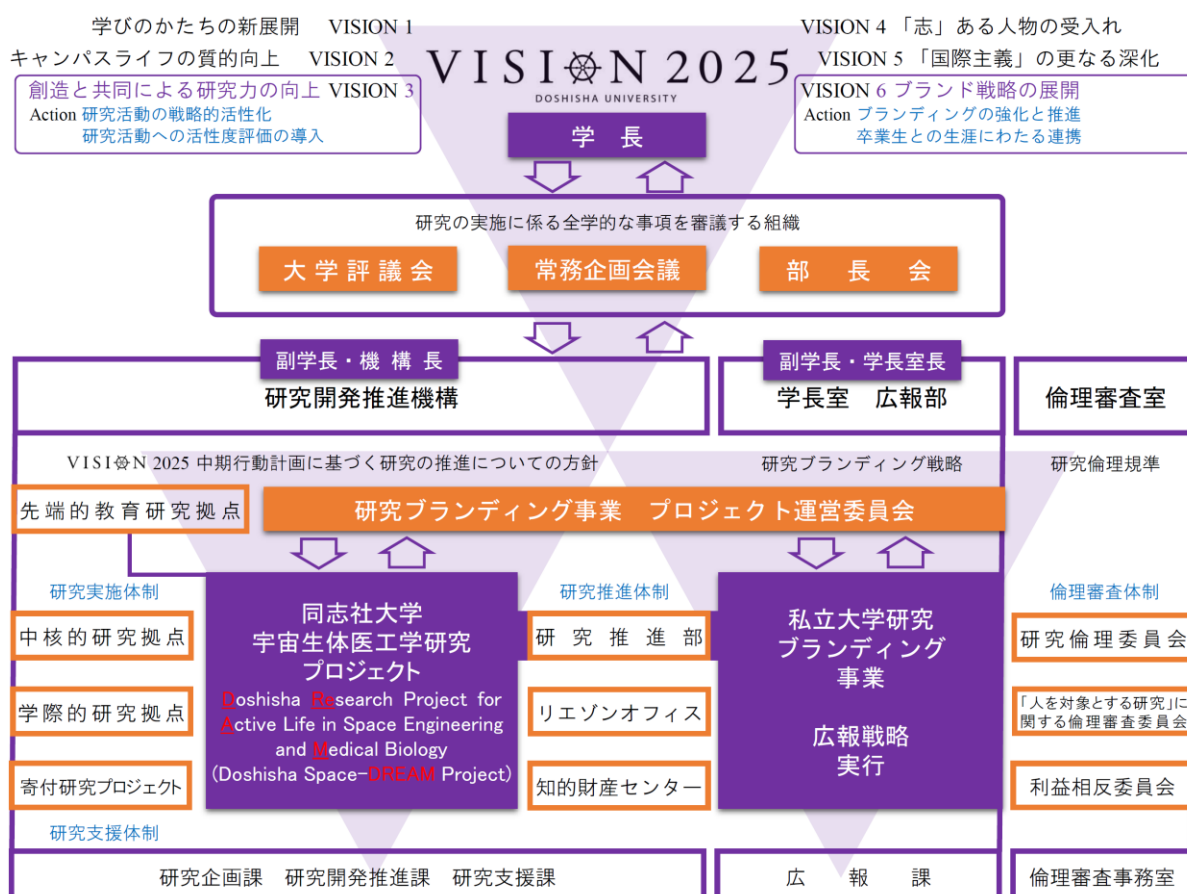 学びのかたちの新展開 VISION 1
キャンパスライフの質的向上 VISION 2
創造と共同による研究力の向上 VISION 3
Action 研究活動の戦略的活性化
研究活動への活性度評価の導入
VISION 2025
DOSHISHA UNIVERSITY
VISION 4 「志」ある人物の受入れ
VISION 5 「国際主義」の更なる深化
VISION 6 ブランド戦略の展開
Action ブランディングの強化と推進
卒業生との生涯にわたる連携
学 長
研究の実施に係る全学的な事項を審議する組織
大学評議会
常務企画会議
部 長 会
副学長・機 構 長
研究開発推進機構
副学長・学長室長
学長室 広報部
倫理審査室
VISION 2025 中期行動計画に基づく研究の推進についての方針
研究ブランディング戦略
研究倫理規準
先端的教育研究拠点
研究ブランディング事業 プロジェクト運営委員会
研究実施体制
中核的研究拠点
学際的研究拠点
寄付研究プロジェクト
同志社大学
宇宙生体医工学研究
プロジェクト
Doshisha Research Project for
Active Life in Space Engineering
and Medical Biology
(Doshisha Space-DREAM Project)
研究推進体制
研 究 推 進 部
リエゾンオフィス
知的財産センター
私立大学研究
ブランディング
事業
広報戦略
実行
倫理審査体制
研究倫理委員会
「人を対象とする研究」に
関する倫理審査委員会
利益相反委員会
研究支援体制
研究企画課 研究開発推進課 研究支援課
広 報 課
倫理審査事務室